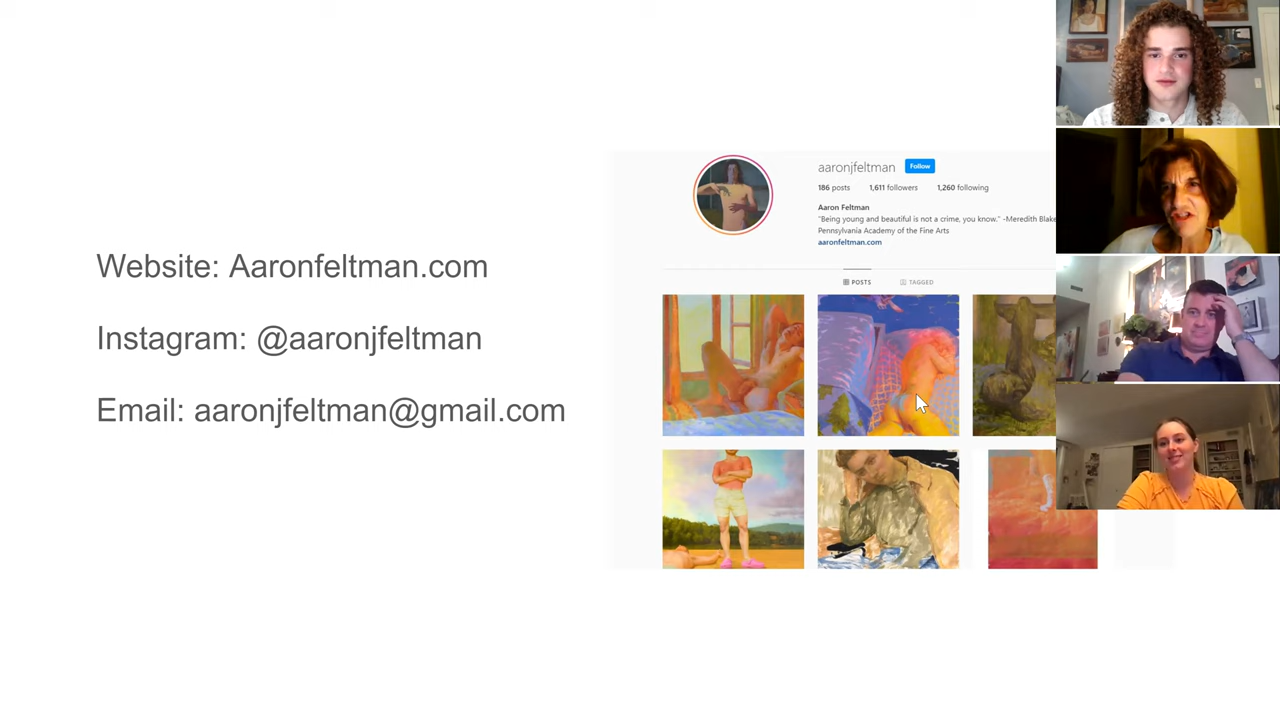 Website: Aaronfeltman.com
Instagram: @aaronjfeltman
Email: aaronjfeltman@gmail.com
aaronjfeltman Follow
186 posts 1,611 followers 1,260 following
Aaron Feltman
"Being young and beautiful is not a crime, you know." -Meredith Blake
Pennsylvania Academy of the Fine Arts
aaronfeltman.com
POSTS TAGGED